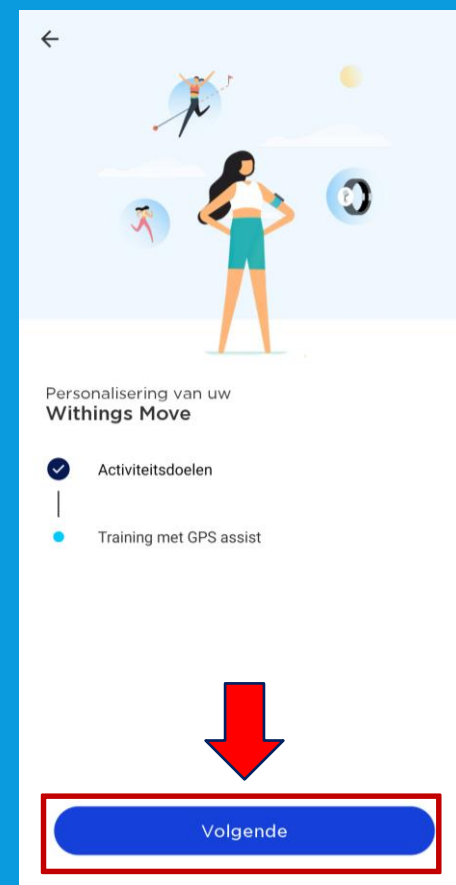 Personalisering van uw
Withings Move
Activiteitsdoelen
Training met GPS assist
Volgende